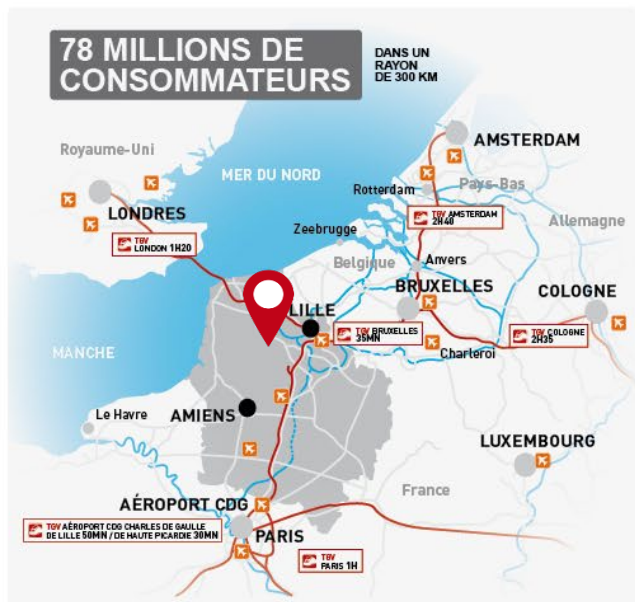 78 MILLIONS DE
CONSOMMATEURS
DANS UN
RAYON
DE 300 KM
AMSTERDAM
Royaume-Uni
MER DU NORD
Pays-Bas
Rotterdam
LONDRES
TGV AMSTERDAM
2H40
Allemagne
Zeebrugge
TGV
LONDON 1H20
Belgique
Anvers
BRUXELLES
COLOGNE
LILLE
TGV BRUXELLES
35MN
TGV COLOGNE
2H35
MANCHE
Charleroi
Le Havre
AMIENS
LUXEMBOURG
France
AÉROPORT CDG
TGV AÉROPORT CDG CHARLES DE GAULLE
DE LILLE 50MN / DE HAUTE PICARDIE 30MN
PARIS
TGV
PARIS 1H